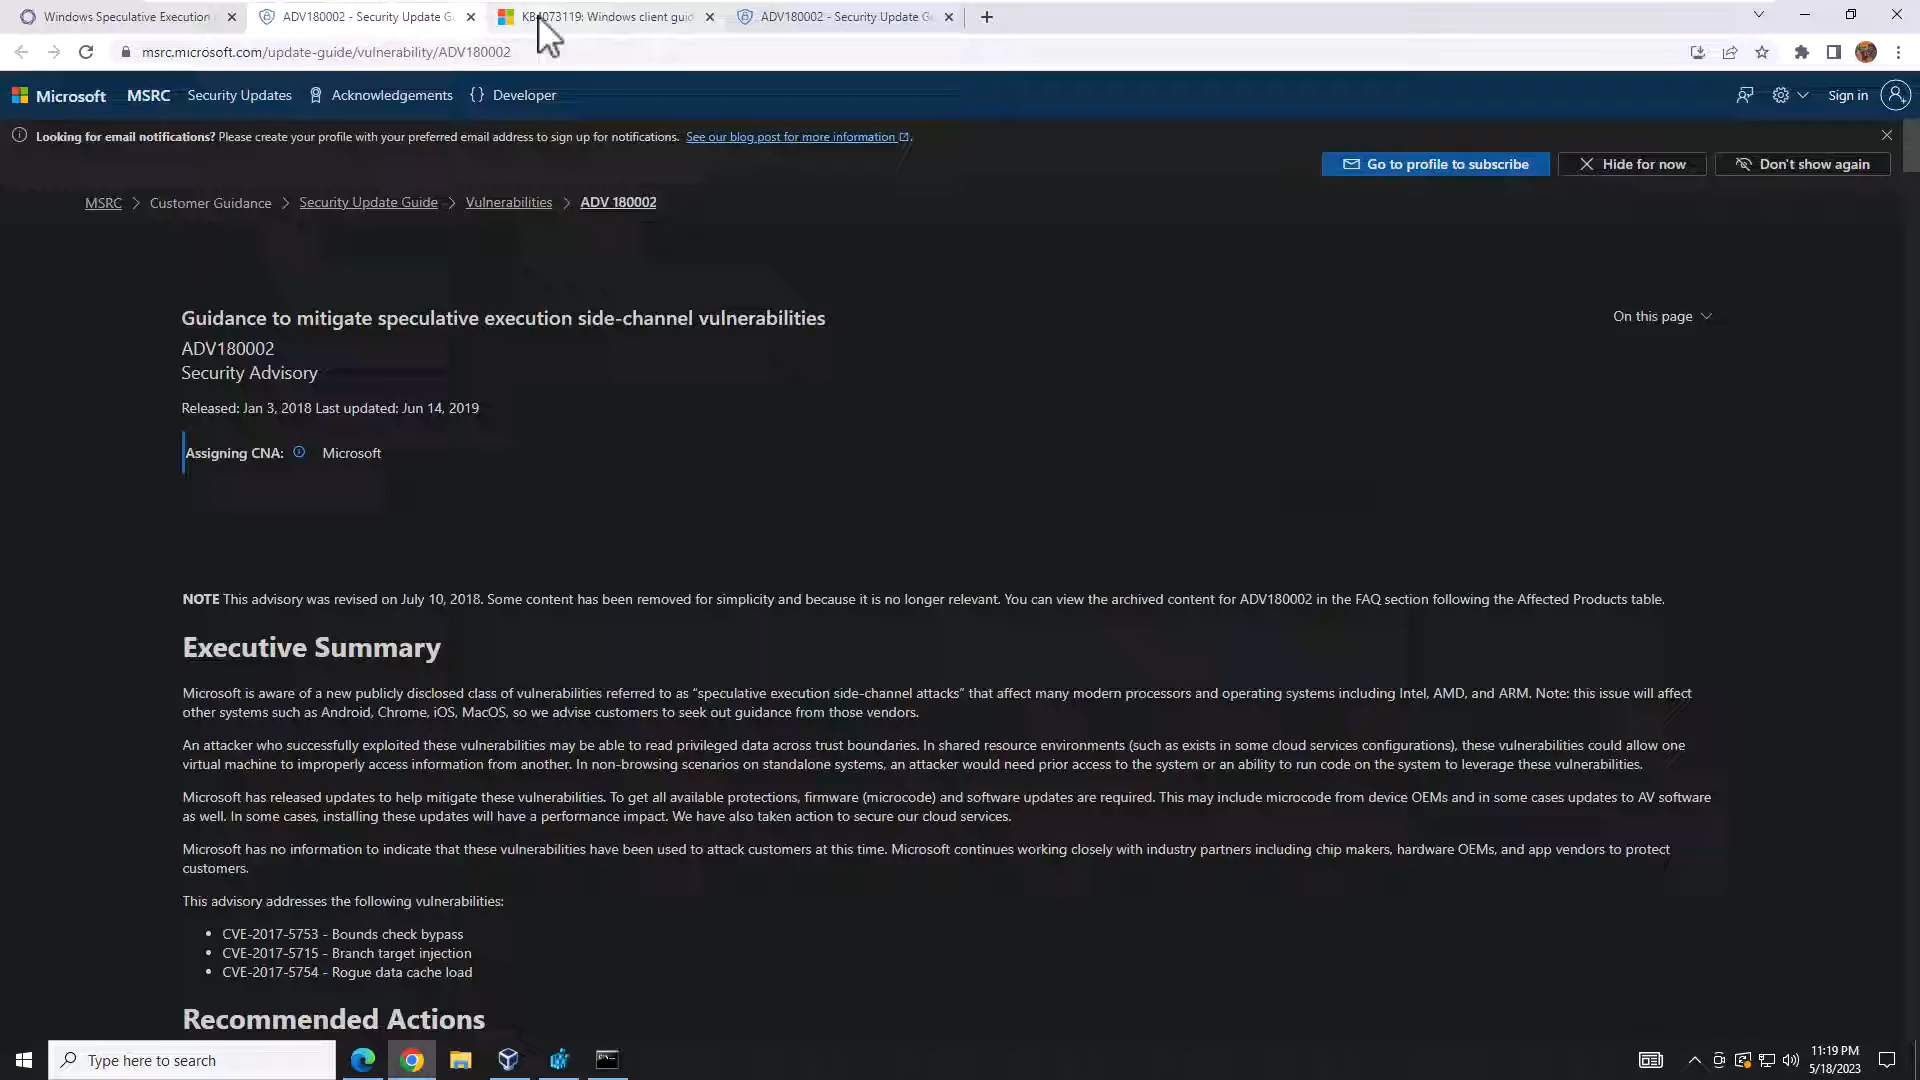 Windows Speculative Execution
ADV180002 - Security Update G
KB4073119: Windows client guid
ADV180002 - Security Update G
msrc.microsoft.com/update-guide/vulnerability/ADV180002
Microsoft MSRC Security Updates Acknowledgements Developer Sign in
Looking for email notifications? Please create your profile with your preferred email address to sign up for notifications. See our blog post for more information.
Go to profile to subscribe Hide for now Don't show again
MSRC > Customer Guidance > Security Update Guide > Vulnerabilities > ADV 180002
Guidance to mitigate speculative execution side-channel vulnerabilities
On this page
ADV180002
Security Advisory
Released: Jan 3, 2018 Last updated: Jun 14, 2019
Assigning CNA: Microsoft
NOTE This advisory was revised on July 10, 2018. Some content has been removed for simplicity and because it is no longer relevant. You can view the archived content for ADV180002 in the FAQ section following the Affected Products table.
Executive Summary
Microsoft is aware of a new publicly disclosed class of vulnerabilities referred to as “speculative execution side-channel attacks” that affect many modern processors and operating systems including Intel, AMD, and ARM. Note: this issue will affect
other systems such as Android, Chrome, iOS, MacOS, so we advise customers to seek out guidance from those vendors.
An attacker who successfully exploited these vulnerabilities may be able to read privileged data across trust boundaries. In shared resource environments (such as exists in some cloud services configurations), these vulnerabilities could allow one
virtual machine to improperly access information from another. In non-browsing scenarios on standalone systems, an attacker would need prior access to the system or an ability to run code on the system to leverage these vulnerabilities.
Microsoft has released updates to help mitigate these vulnerabilities. To get all available protections, firmware (microcode) and software updates are required. This may include microcode from device OEMs and in some cases updates to AV software
as well. In some cases, installing these updates will have a performance impact. We have also taken action to secure our cloud services.
Microsoft has no information to indicate that these vulnerabilities have been used to attack customers at this time. Microsoft continues working closely with industry partners including chip makers, hardware OEMs, and app vendors to protect
customers.
This advisory addresses the following vulnerabilities:
• CVE-2017-5753 - Bounds check bypass
• CVE-2017-5715 - Branch target injection
• CVE-2017-5754 - Rogue data cache load
Recommended Actions
Type here to search
11:19 PM
5/18/2023